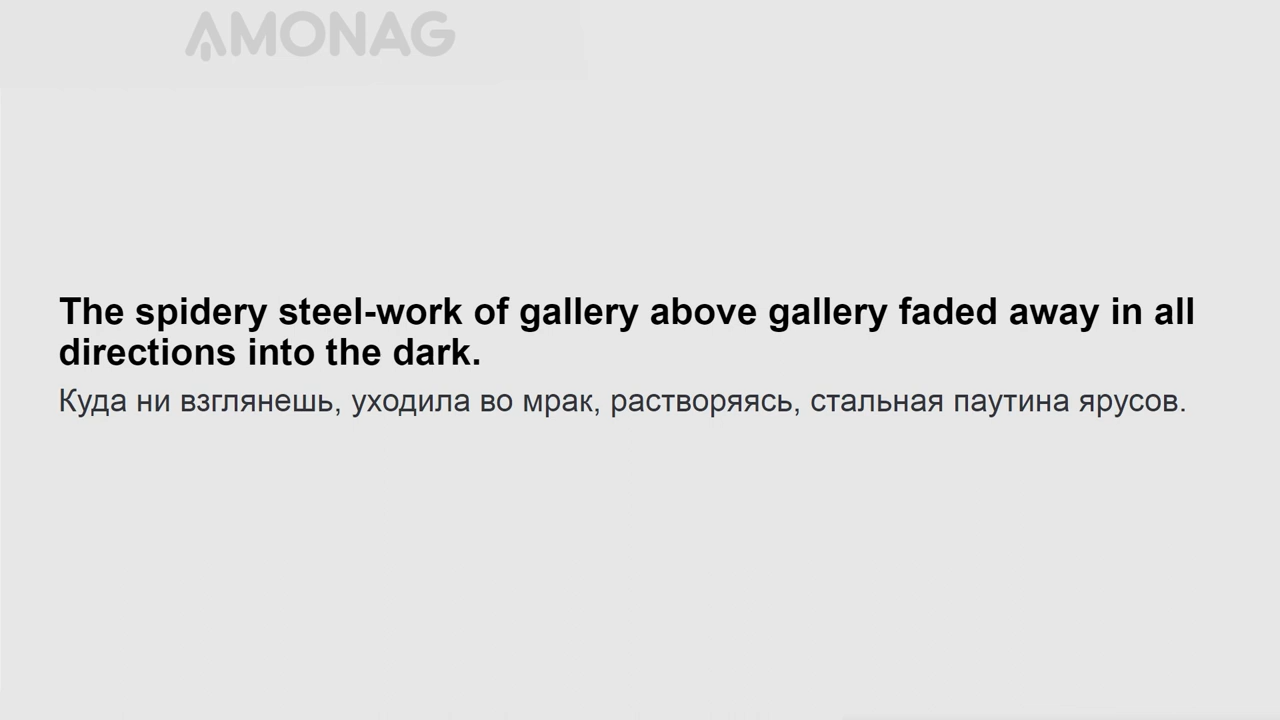 AMONAG
The spidery steel-work of gallery above gallery faded away in all
directions into the dark.
Куда ни взглянешь, уходила во мрак, растворяясь, стальная паутина ярусов.